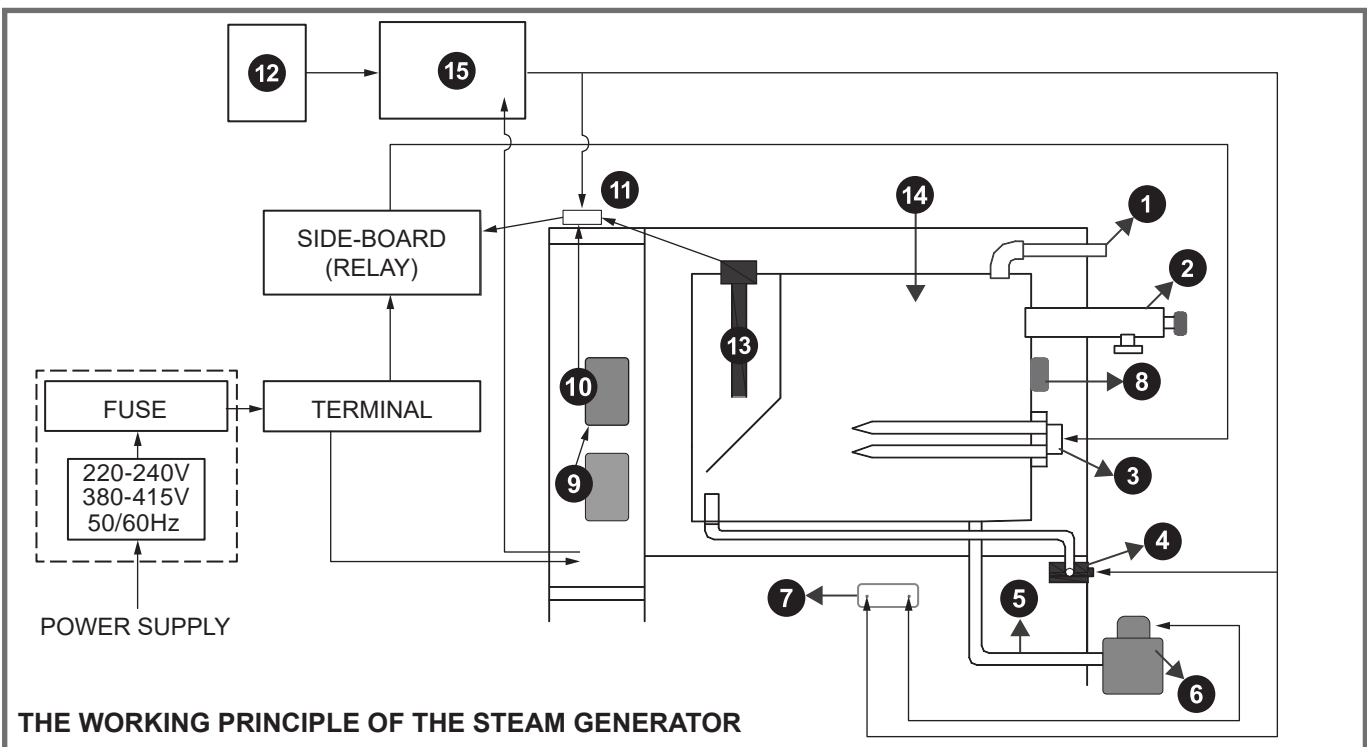 12
15
11
14
1
SIDE-BOARD
(RELAY)
2
13
10
8
FUSE
TERMINAL
9
3
220-240V
380-415V
50/60Hz
4
7
5
POWER SUPPLY
6
THE WORKING PRINCIPLE OF THE STEAM GENERATOR